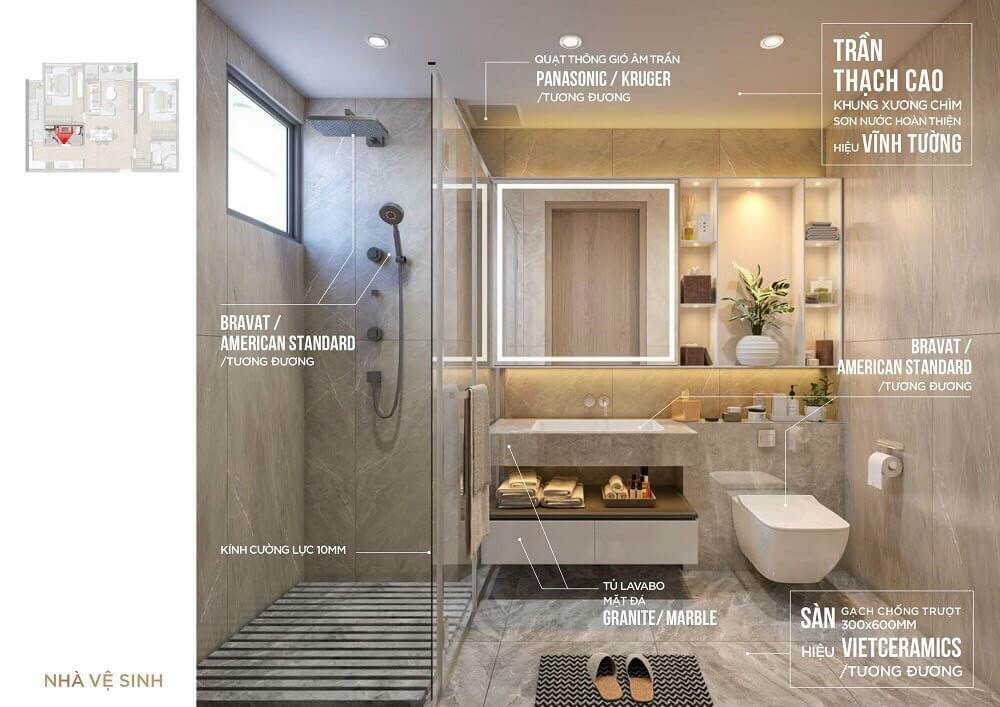 QUẠT THÔNG GIÓ ÂM TRẦN
PANASONIC / KRUGER
/TƯƠNG ĐƯƠNG
TRẦN
THẠCH CAO
KHUNG XƯƠNG CHÌM
SƠN NƯỚC HOÀN THIỆN
HIỆU VĨNH TƯỜNG
BRAVAT /
AMERICAN STANDARD
/TƯƠNG ĐƯƠNG
BRAVAT /
AMERICAN STANDARD
/TƯƠNG ĐƯƠNG
KÍNH CƯỜNG LỰC 10MM
TỦ LAVABO
MẶT ĐÁ
GRANITE/ MARBLE
SÀN GẠCH CHỐNG TRƯỢT
300x600MM
HIỆU VIETCERAMICS
/TƯƠNG ĐƯƠNG
NHÀ VỆ SINH